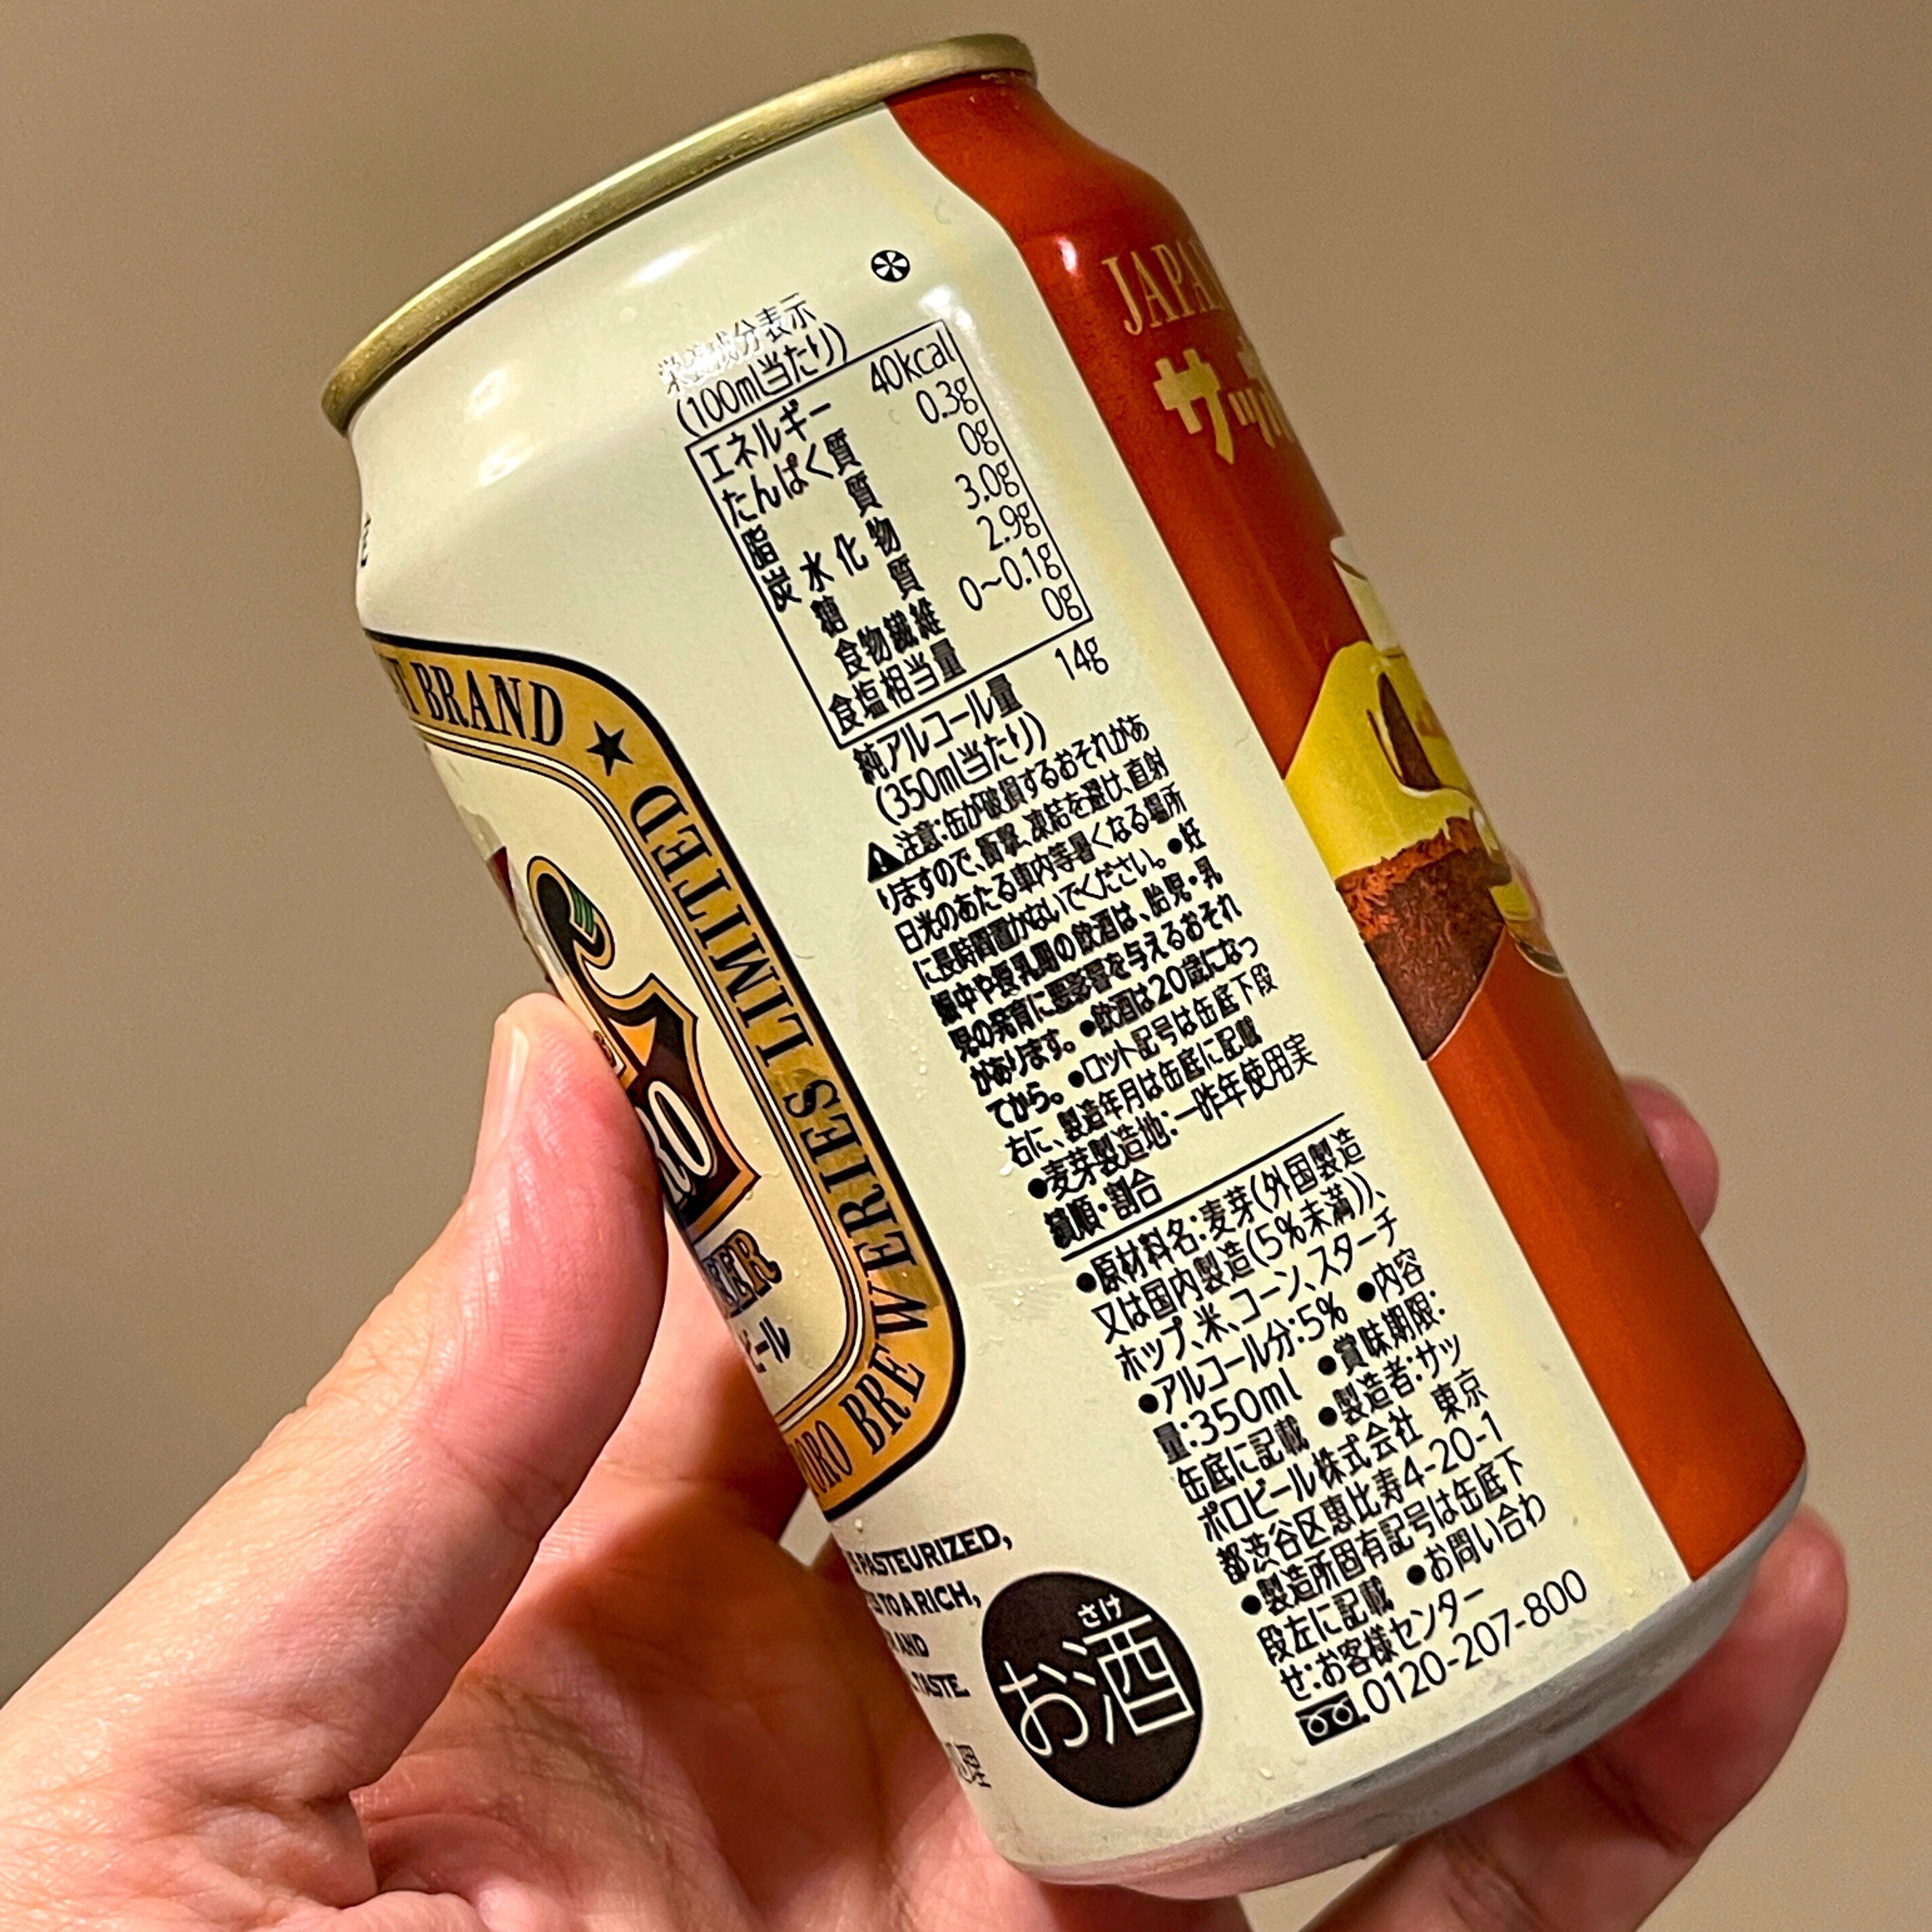 栄養成分表示
(100ml当たり)
エネルギー 40kcal
たんぱく質 0.3g
脂質 0g
炭水化物 3.0g
糖質 2.9g
食物繊維 0~0.1g
食塩相当量 0g
純アルコール量 14g
(350ml当たり)
注意:缶が破損するおそれがあ
りますので、衝撃、凍結を避け、直射
日光のあたる車内等暑くなる場所
に長時間置かないでください。●妊
娠中や授乳期の飲酒は、胎児・乳
児の発育に悪影響を与えるおそれ
があります。●飲酒は20歳になっ
てから。●ロット記号は缶底下段
右に、製造年月は缶底に記載
●麦芽製造地:一昨年使用実
績順・割合
●原材料名:麦芽(外国製造
又は国内製造(5%未満))、
ホップ、米、コーン、スターチ
●アルコール分:5% ●内容
量:350ml ●賞味期限:
缶底に記載 ●製造者:サッ
ポロビール株式会社 東京
都渋谷区恵比寿4-20-1
●製造所固有記号は缶底下
段左に記載 ●お問い合わ
せ:お客様センター
0120-207-800
さけ
お酒
BRAND ★
BREWERIES LIMITED
ビール
PASTEURIZED,
TO A RICH,
AND
TASTE.